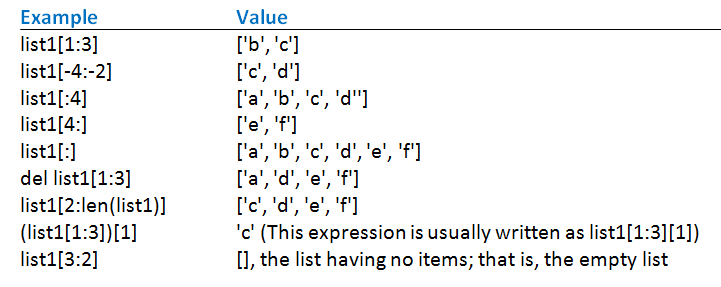 Example Value
list1[1:3] ['b', 'c']
list1[-4:-2] ['c', 'd']
list1[:4] ['a', 'b', 'c', 'd'']
list1[4:] ['e', 'f']
list1[:] ['a', 'b', 'c', 'd', 'e', 'f']
del list1[1:3] ['a', 'd', 'e', 'f']
list1[2:len(list1)] ['c', 'd', 'e', 'f']
(list1[1:3])[1] 'c' (This expression is usually written as list1[1:3][1])
list1[3:2] [], the list having no items; that is, the empty list